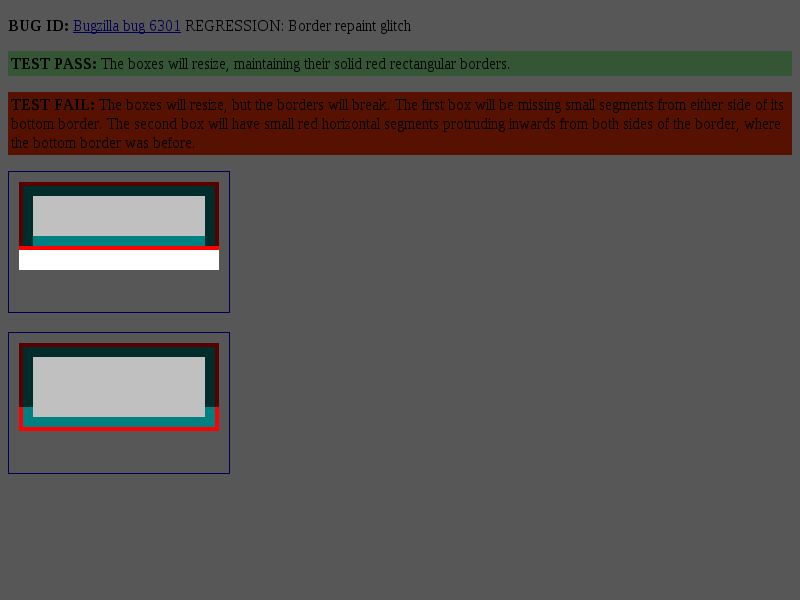 BUG ID: Bugzilla bug 6301 REGRESSION: Border repaint glitch
TEST PASS: The boxes will resize, maintaining their solid red rectangular borders.
TEST FAIL: The boxes will resize, but the borders will break. The first box will be missing small segments from either side of its
bottom border. The second box will have small red horizontal segments protruding inwards from both sides of the border, where
the bottom border was before.